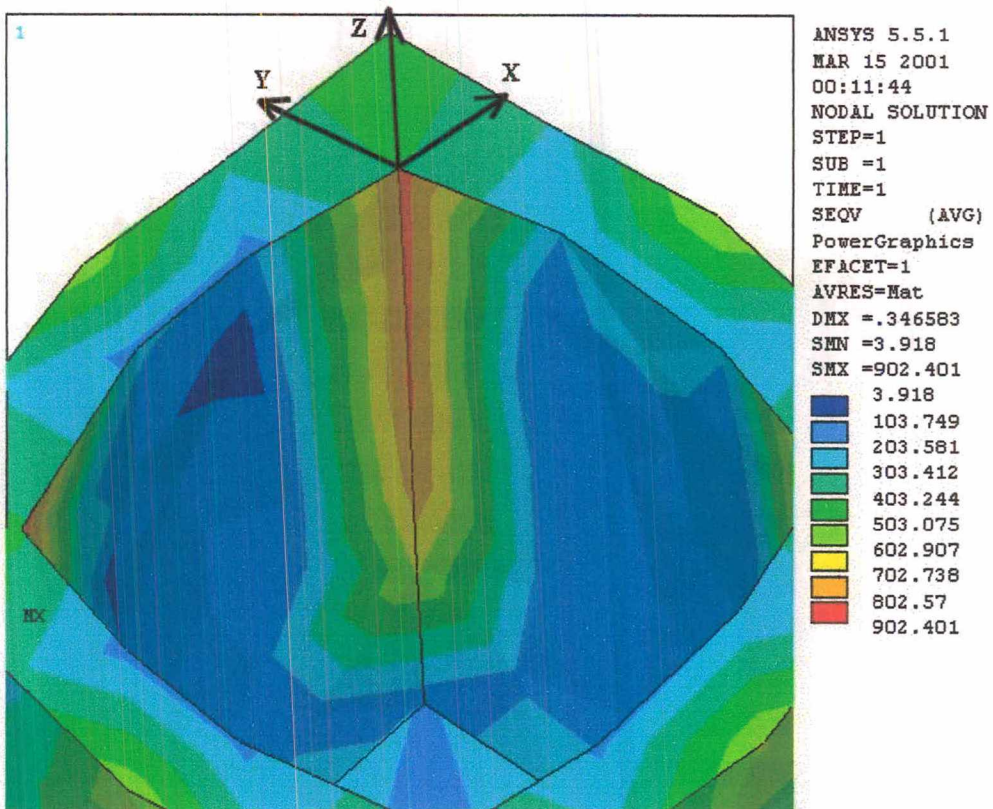 1
Z
Y
X
MX
ANSYS 5.5.1
MAR 15 2001
00:11:44
NODAL SOLUTION
STEP=1
SUB =1
TIME=1
SEQV (AVG)
PowerGraphics
EFACET=1
AVRES=Mat
DMX =.346583
SMN =3.918
SMX =902.401
3.918
103.749
203.581
303.412
403.244
503.075
602.907
702.738
802.57
902.401